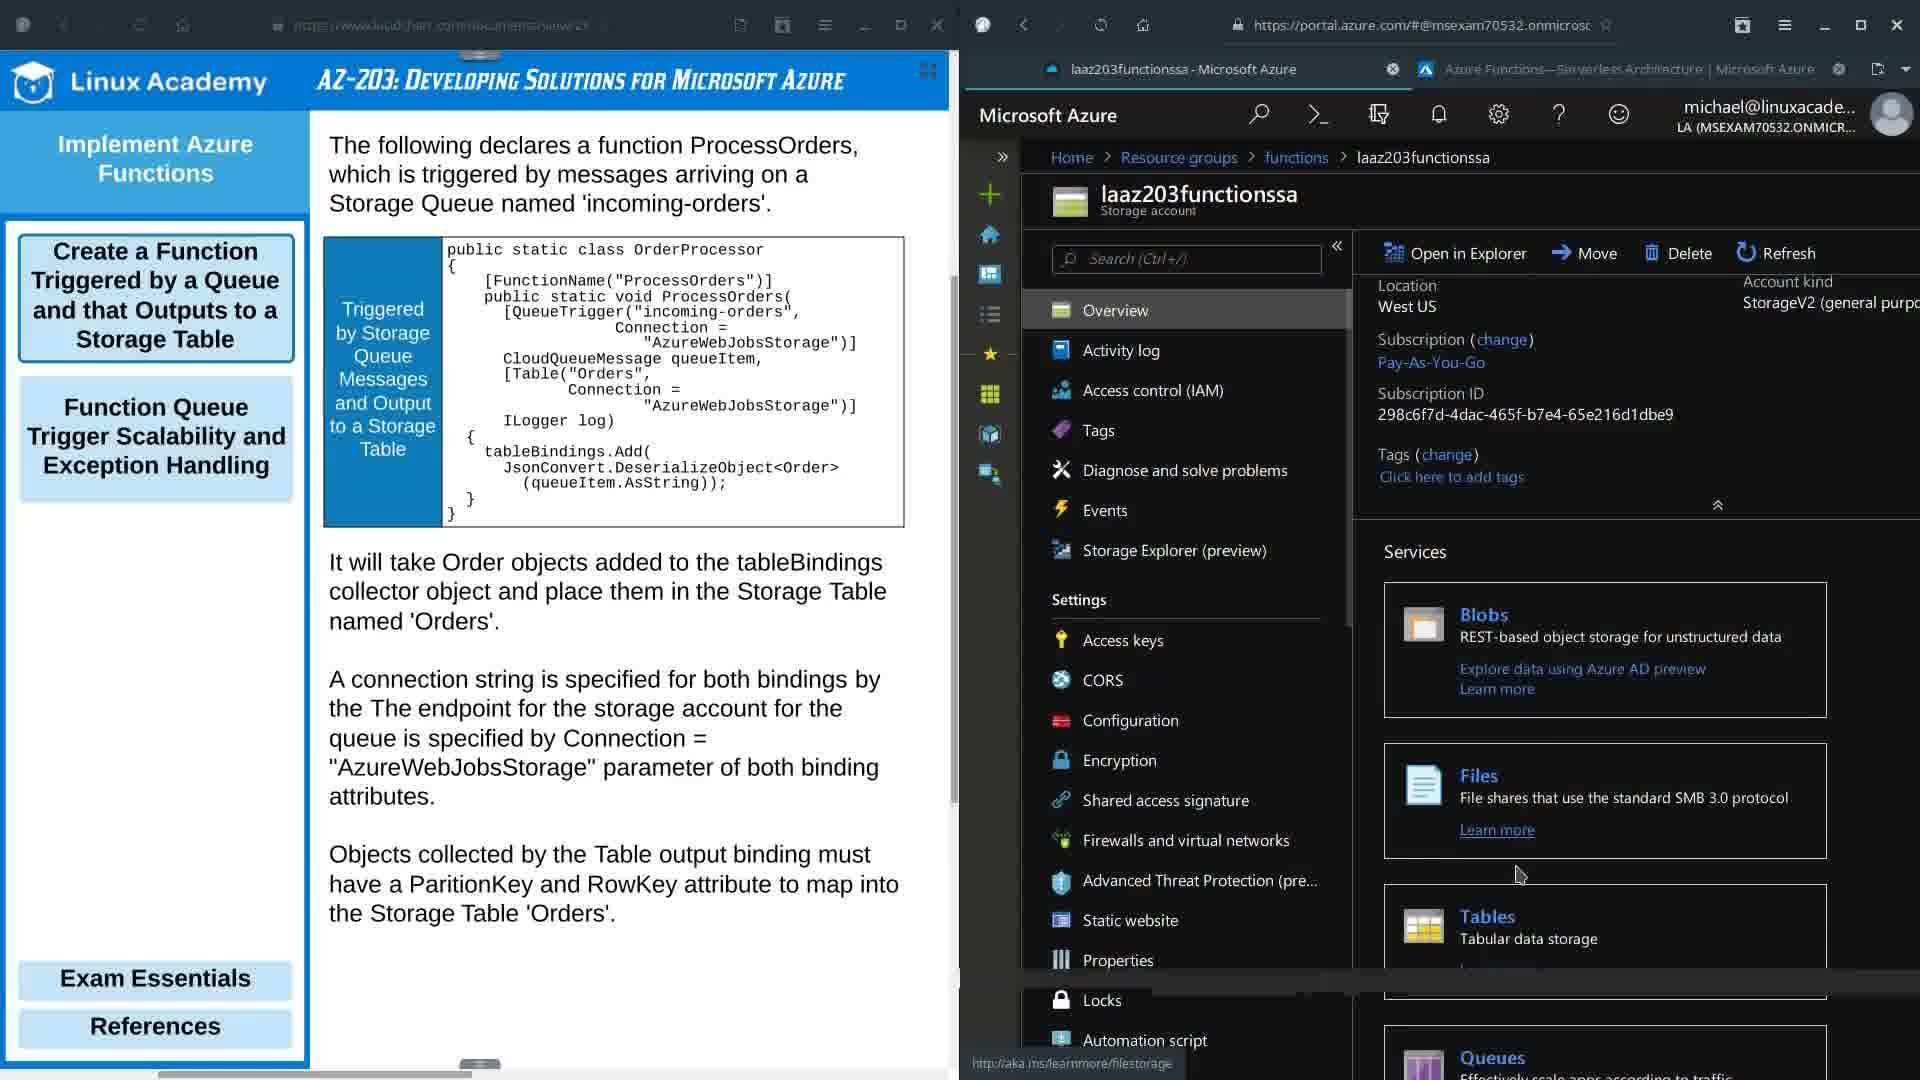 Linux Academy
AZ-203: Developing Solutions for Microsoft Azure
Implement Azure
Functions
Create a Function
Triggered by a Queue
and that Outputs to a
Storage Table
Function Queue
Trigger Scalability and
Exception Handling
Exam Essentials
References
The following declares a function ProcessOrders,
which is triggered by messages arriving on a
Storage Queue named 'incoming-orders'.
Triggered
by Storage
Queue
Messages
and Output
to a Storage
Table
public static class OrderProcessor
{
[FunctionName("ProcessOrders")]
public static void ProcessOrders(
[QueueTrigger("incoming-orders",
Connection =
"AzureWebJobsStorage")]
CloudQueueMessage queueItem,
[Table("Orders",
Connection =
"AzureWebJobsStorage")]
ILogger log)
{
tableBindings.Add(
JsonConvert.DeserializeObject<Order>
(queueItem.AsString));
}
}
It will take Order objects added to the tableBindings
collector object and place them in the Storage Table
named 'Orders'.
A connection string is specified for both bindings by
the The endpoint for the storage account for the
queue is specified by Connection =
"AzureWebJobsStorage" parameter of both binding
attributes.
Objects collected by the Table output binding must
have a ParitionKey and RowKey attribute to map into
the Storage Table 'Orders'.
https://portal.azure.com/#@msexam70532.onmicrosc
laaz203functionssa - Microsoft Azure
Azure Functions—Serverless Architecture | Microsoft Azure
Microsoft Azure
michael@linuxacade...
LA (MSEXAM70532.ONMICR...
Home > Resource groups > functions > laaz203functionssa
laaz203functionssa
Storage account
Search (Ctrl+/)
Overview
Activity log
Access control (IAM)
Tags
Diagnose and solve problems
Events
Storage Explorer (preview)
Settings
Access keys
CORS
Configuration
Encryption
Shared access signature
Firewalls and virtual networks
Advanced Threat Protection (pre...
Static website
Properties
Locks
Automation script
Open in Explorer
Move
Delete
Refresh
Location
West US
Account kind
StorageV2 (general purpo
Subscription (change)
Pay-As-You-Go
Subscription ID
298c6f7d-4dac-465f-b7e4-65e216d1dbe9
Tags (change)
Click here to add tags
Services
Blobs
REST-based object storage for unstructured data
Explore data using Azure AD preview
Learn more
Files
File shares that use the standard SMB 3.0 protocol
Learn more
Tables
Tabular data storage
Queues
Effectively scale apps according to traffic
http://aka.ms/learnmore/filestorage